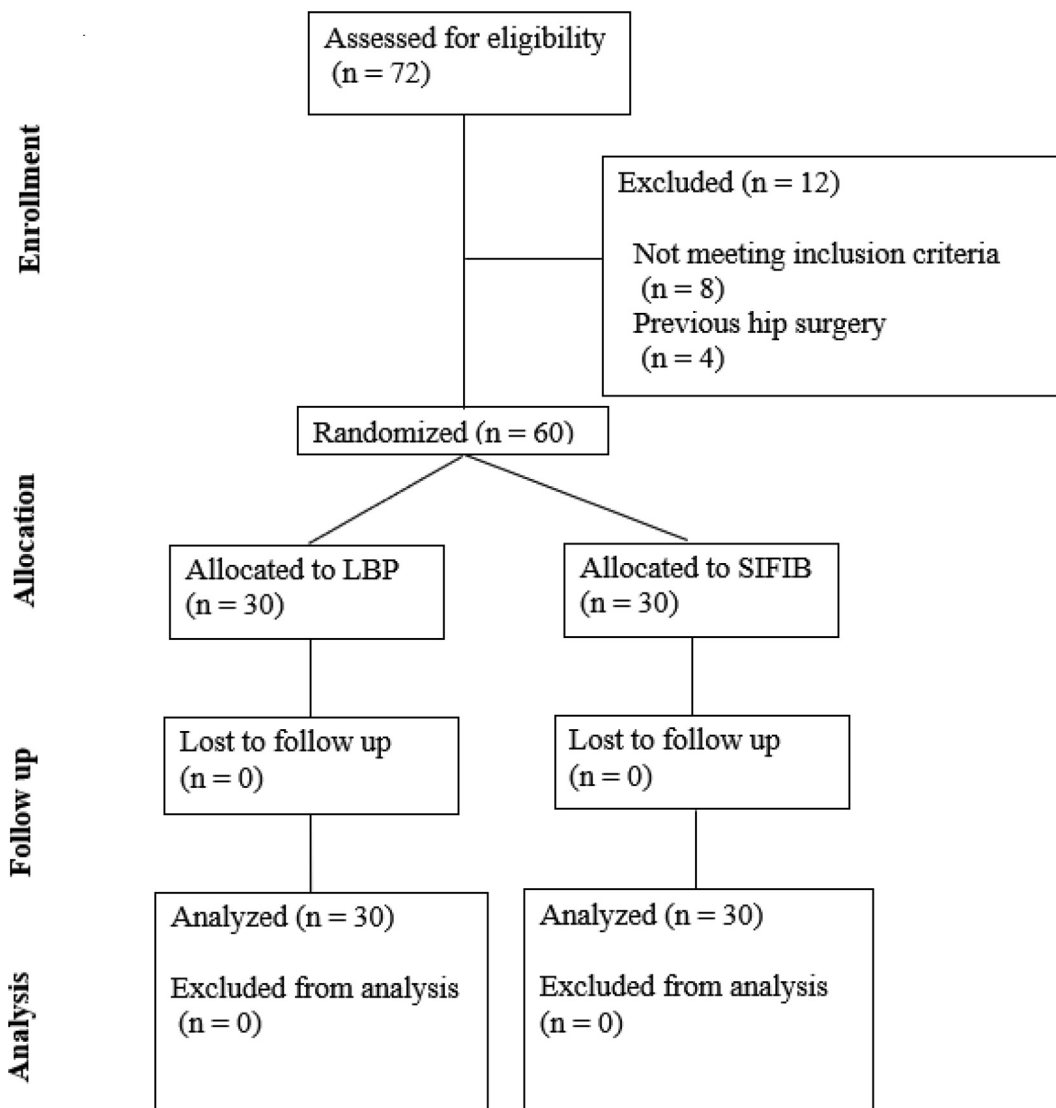 Assessed for eligibility
(n = 72)
Enrollment
Excluded (n = 12)
Not meeting inclusion criteria
(n = 8)
Previous hip surgery
(n = 4)
Randomized (n = 60)
Allocation
Allocated to LBP
(n = 30)
Allocated to SIFIB
(n = 30)
Follow up
Lost to follow up
(n = 0)
Lost to follow up
(n = 0)
Analysis
Analyzed (n = 30)
Excluded from analysis
(n = 0)
Analyzed (n = 30)
Excluded from analysis
(n = 0)